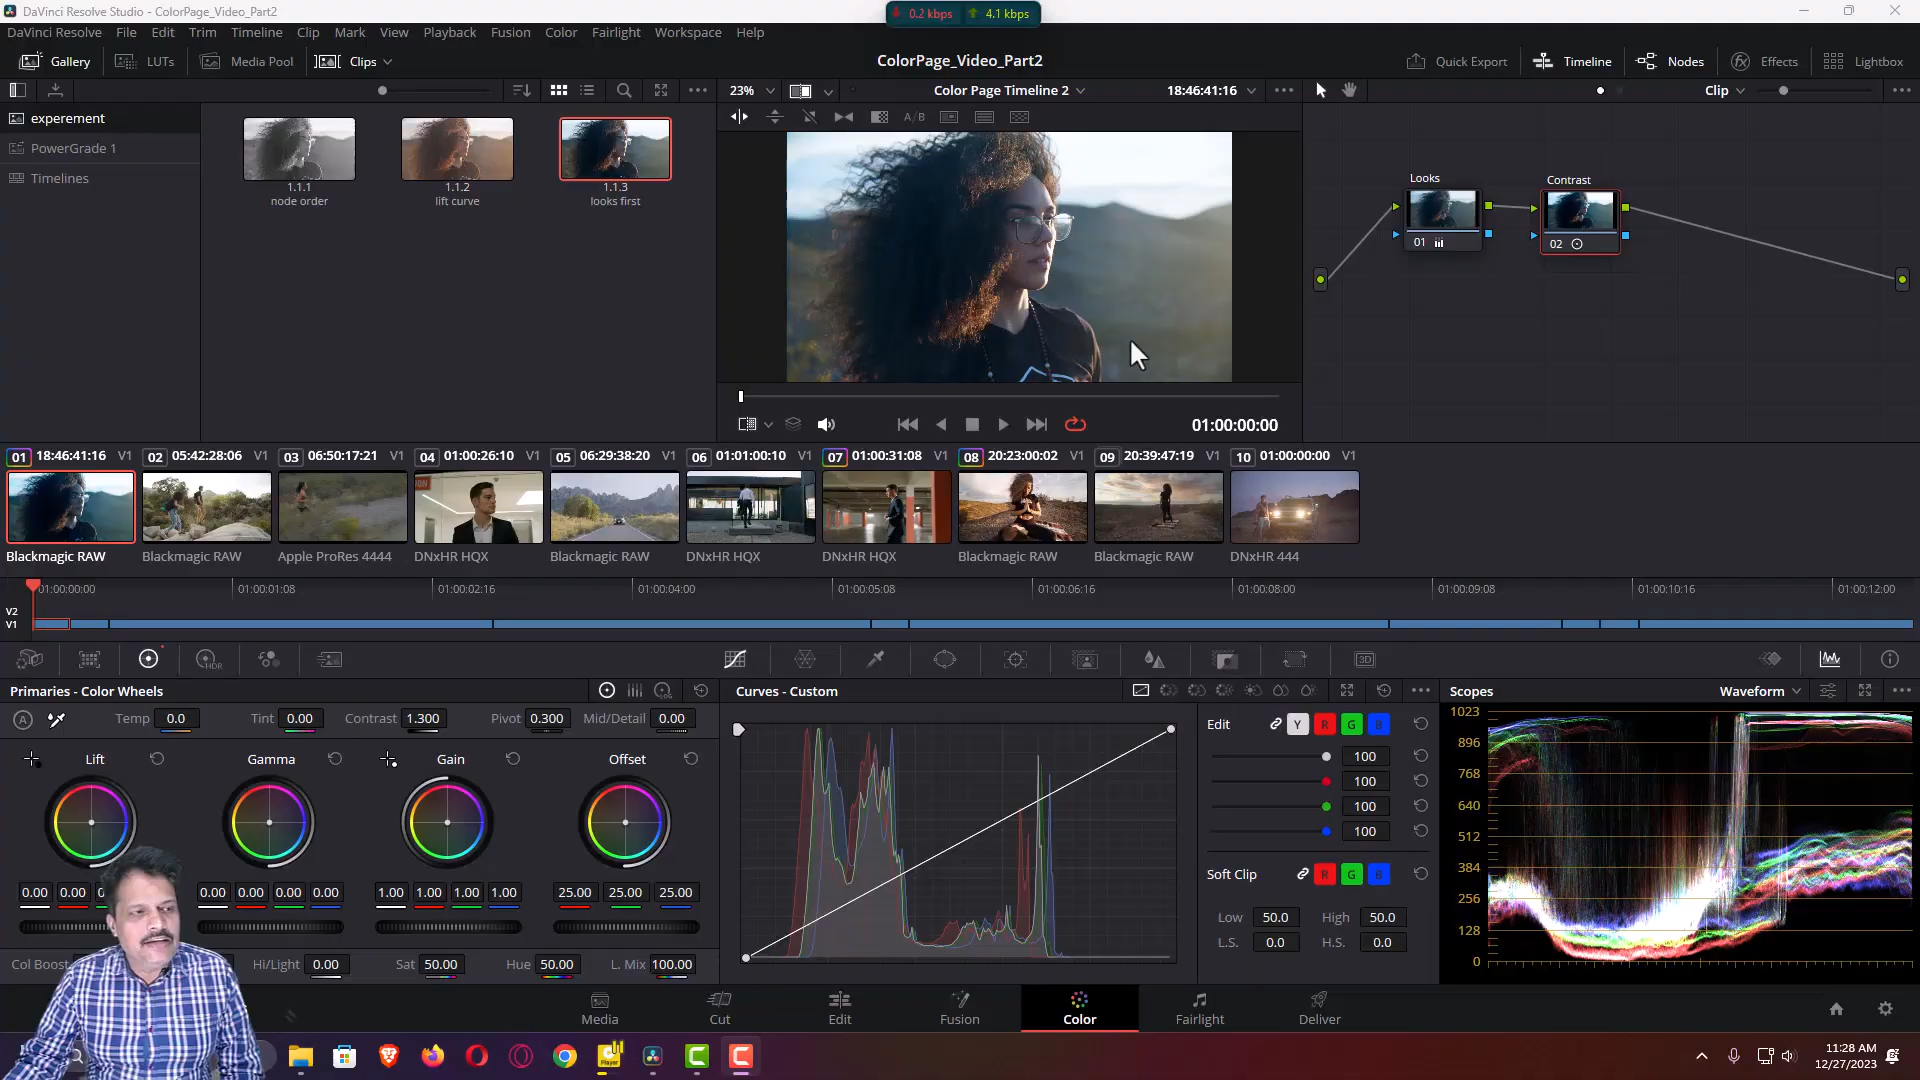 DaVinci Resolve Studio - ColorPage_Video_Part2
0.2 kbps 4.1 kbps
DaVinci Resolve File Edit Trim Timeline Clip Mark View Playback Fusion Color Fairlight Workspace Help
Gallery LUTs Media Pool Clips ColorPage_Video_Part2 Quick Export Timeline Nodes Effects Lightbox
23% Color Page Timeline 2 18:46:41:16 Clip
A/B
experement
PowerGrade 1
Timelines
1.1.1 1.1.2 1.1.3
node order lift curve looks first
Looks Contrast
01 02
01:00:00:00
01 18:46:41:16 V1 02 05:42:28:06 V1 03 06:50:17:21 V1 04 01:00:26:10 V1 05 06:29:38:20 V1 06 01:01:00:10 V1 07 01:00:31:08 V1 08 20:23:00:02 V1 09 20:39:47:19 V1 10 01:00:00:00 V1
Blackmagic RAW Blackmagic RAW Apple ProRes 4444 DNxHR HQX Blackmagic RAW DNxHR HQX DNxHR HQX Blackmagic RAW Blackmagic RAW DNxHR 444
01:00:00:00 01:00:01:08 01:00:02:16 01:00:04:00 01:00:05:08 01:00:06:16 01:00:08:00 01:00:09:08 01:00:10:16 01:00:12:00
V2
V1
HDR 3D
Primaries - Color Wheels Curves - Custom Scopes Waveform
A Temp 0.0 Tint 0.00 Contrast 1.300 Pivot 0.300 Mid/Detail 0.00
Edit Y R G B
Lift Gamma Gain Offset
100
100
100
100
0.00 0.00 0.00 0.00 0.00 0.00 1.00 1.00 1.00 1.00 25.00 25.00 25.00
Soft Clip R G B
Low 50.0 High 50.0
L.S. 0.0 H.S. 0.0
Col Boost Hi/Light 0.00 Sat 50.00 Hue 50.00 L. Mix 100.00
1023
896
768
640
512
384
256
128
0
Media Cut Edit Fusion Color Fairlight Deliver
11:28 AM
12/27/2023